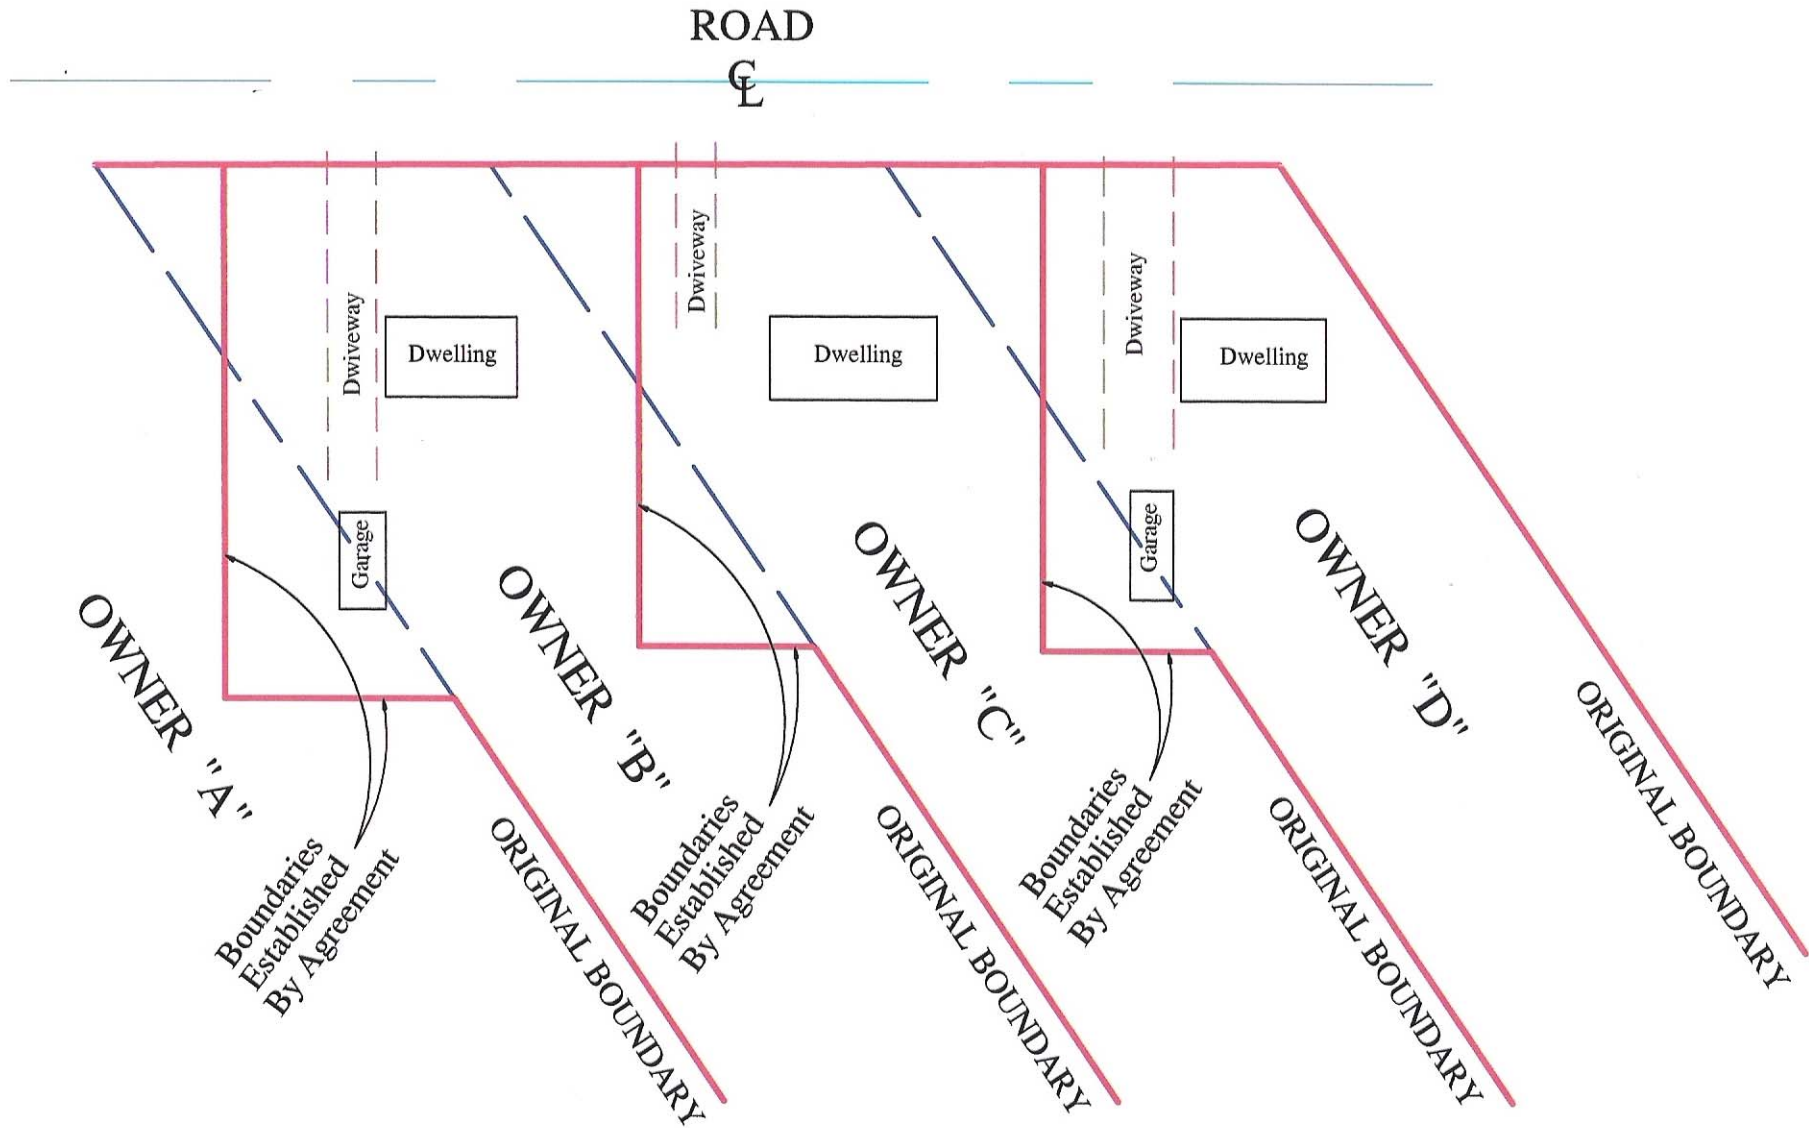 ROAD
CL
Dwiveway
Dwelling
Garage
Dwiveway
Dwelling
Dwiveway
Dwelling
Garage
OWNER "A"
OWNER "B"
OWNER "C"
OWNER "D"
Boundaries
Established
By Agreement
ORIGINAL BOUNDARY
Boundaries
Established
By Agreement
ORIGINAL BOUNDARY
Boundaries
Established
By Agreement
ORIGINAL BOUNDARY
ORIGINAL BOUNDARY